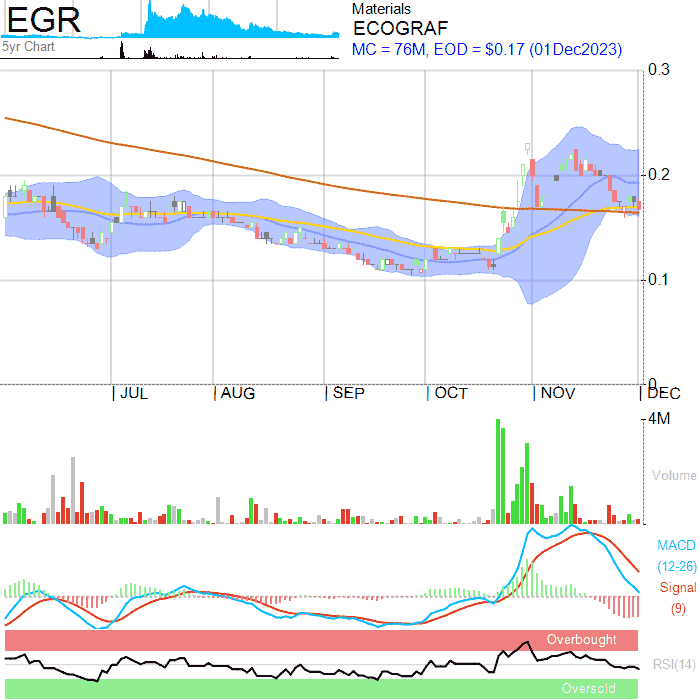 EGR
5yr Chart
Materials
ECOGRAF
MC = 76M, EOD = $0.17 (01Dec2023)
0.3
0.2
0.1
0
JUL AUG SEP OCT NOV DEC
4M
Volume
MACD
(12-26)
Signal
(9)
Overbought
RSI(14)
Oversold